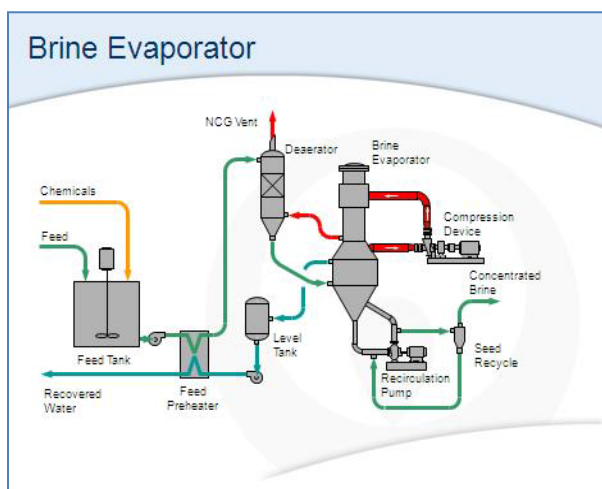 Brine Evaporator
NCG Vent
Deaerator
Brine
Evaporator
Chemicals
Compression
Device
Feed
Concentrated
Brine
Level
Tank
Feed Tank
Seed
Recycle
Recirculation
Pump
Recovered
Water
Feed
Preheater